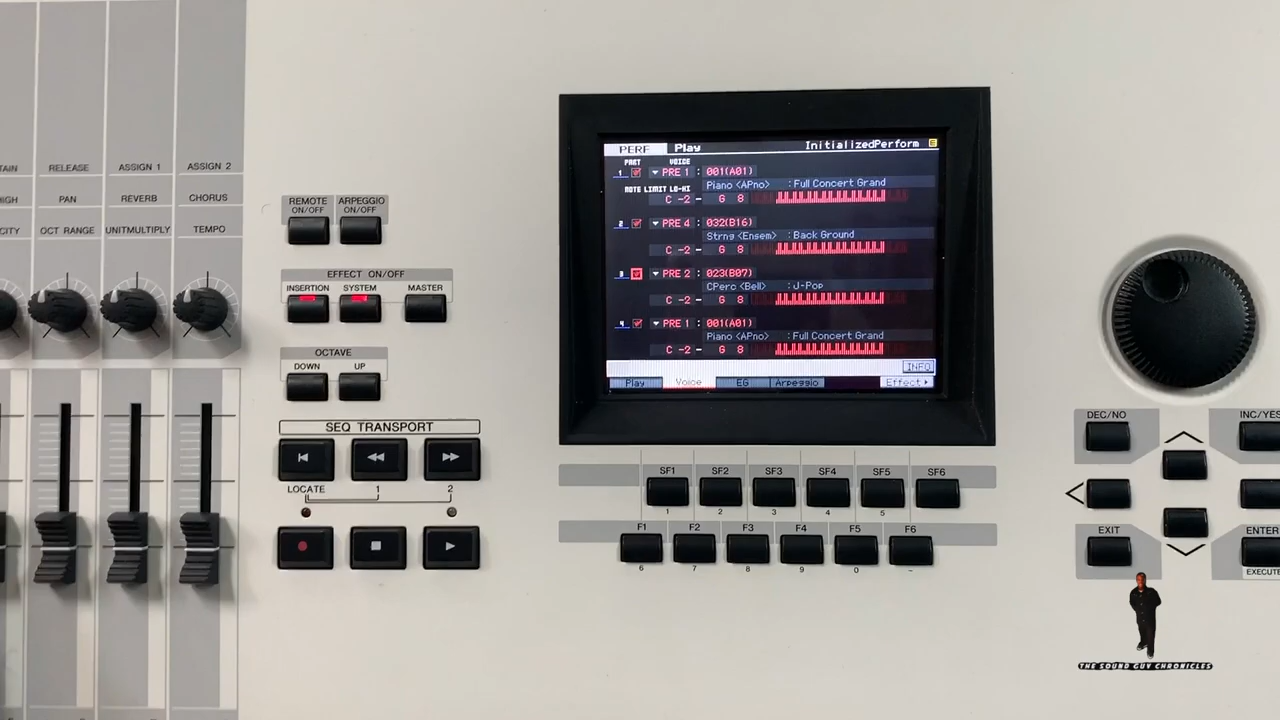 TAIN RELEASE ASSIGN 1 ASSIGN 2
HIGH PAN REVERB CHORUS
CITY OCT RANGE UNITMULTIPLY TEMPO
REMOTE ON/OFF
ARPEGGIO ON/OFF
EFFECT ON/OFF
INSERTION SYSTEM MASTER
OCTAVE
DOWN UP
SEQ TRANSPORT
LOCATE 1 2
PERF Play InitializedPerform E
PART VOICE
1 PRE 1 : 001(A01)
Piano <APno> : Full Concert Grand
NOTE LIMIT LO-HI
C -2 - G 8
2 PRE 4 : 032(B16)
Strng <Ensem> : Back Ground
C -2 - G 8
3 PRE 2 : 023(B07)
CPerc <Bell> : J-Pop
C -2 - G 8
4 PRE 1 : 001(A01)
Piano <APno> : Full Concert Grand
C -2 - G 8
INFO
Play Voice EG Arpeggio Effect
SF1 SF2 SF3 SF4 SF5 SF6
1 2 3 4 5
F1 F2 F3 F4 F5 F6
6 7 8 9 0 -
DEC/NO INC/YES
EXIT ENTER
EXECUTE
THE SOUND GUY CHRONICLES